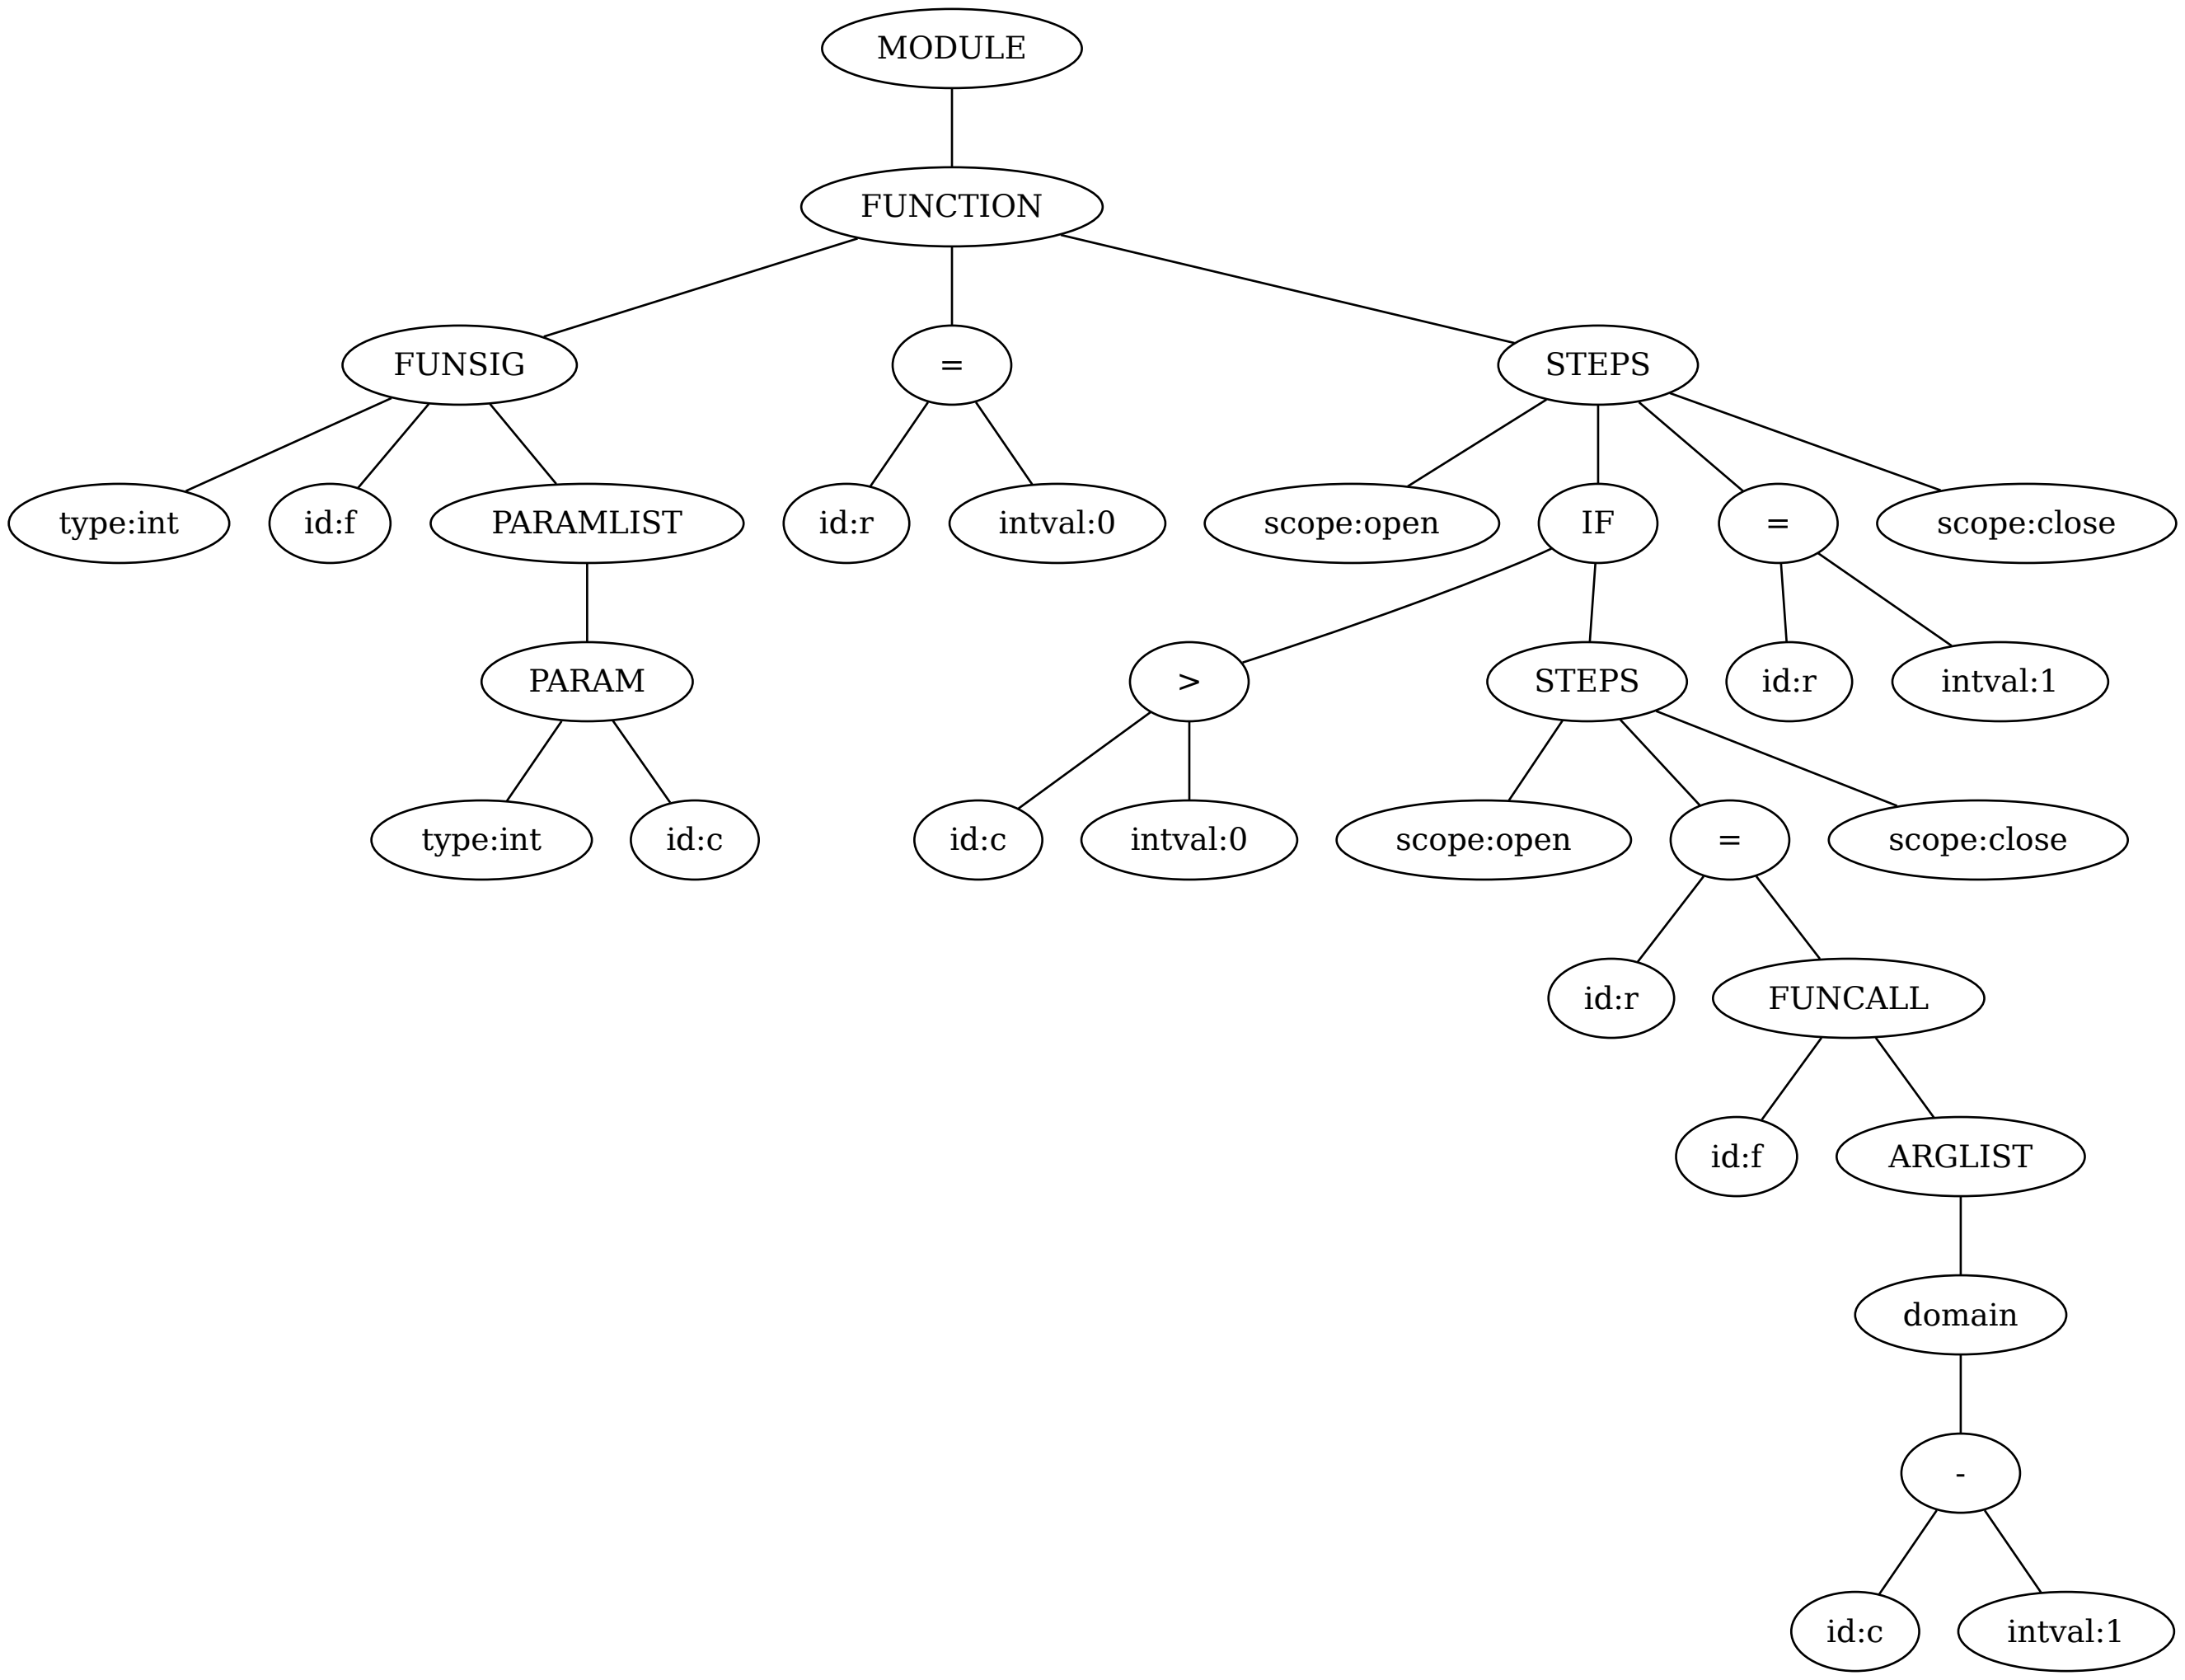 MODULE
FUNCTION
FUNSIG
=
STEPS
type:int
id:f
PARAMLIST
id:r
intval:0
scope:open
IF
=
scope:close
PARAM
>
STEPS
id:r
intval:1
type:int
id:c
id:c
intval:0
scope:open
=
scope:close
id:r
FUNCALL
id:f
ARGLIST
domain
-
id:c
intval:1